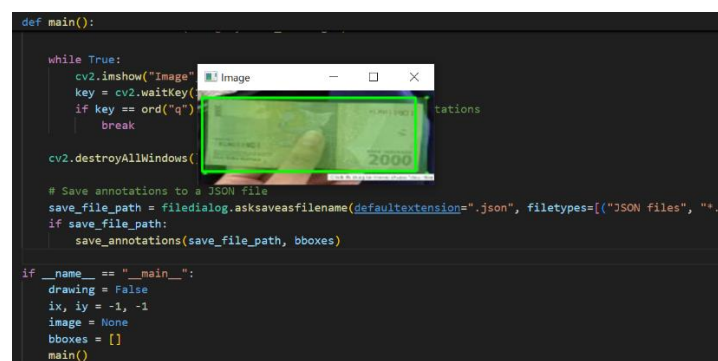 def main():
while True:
cv2.imshow("Image"
Image
key = cv2.waitKey(
if key == ord("q")
tations
break
2000
cv2.destroyAllWindows(
# Save annotations to a JSON file
save_file_path = filedialog.asksaveasfilename(defaultextension=".json", filetypes=[("JSON files", "*.
if save_file_path:
save_annotations(save_file_path, bboxes)
if __name__ == "__main__":
drawing = False
ix, iy = -1, -1
image = None
bboxes = []
main()